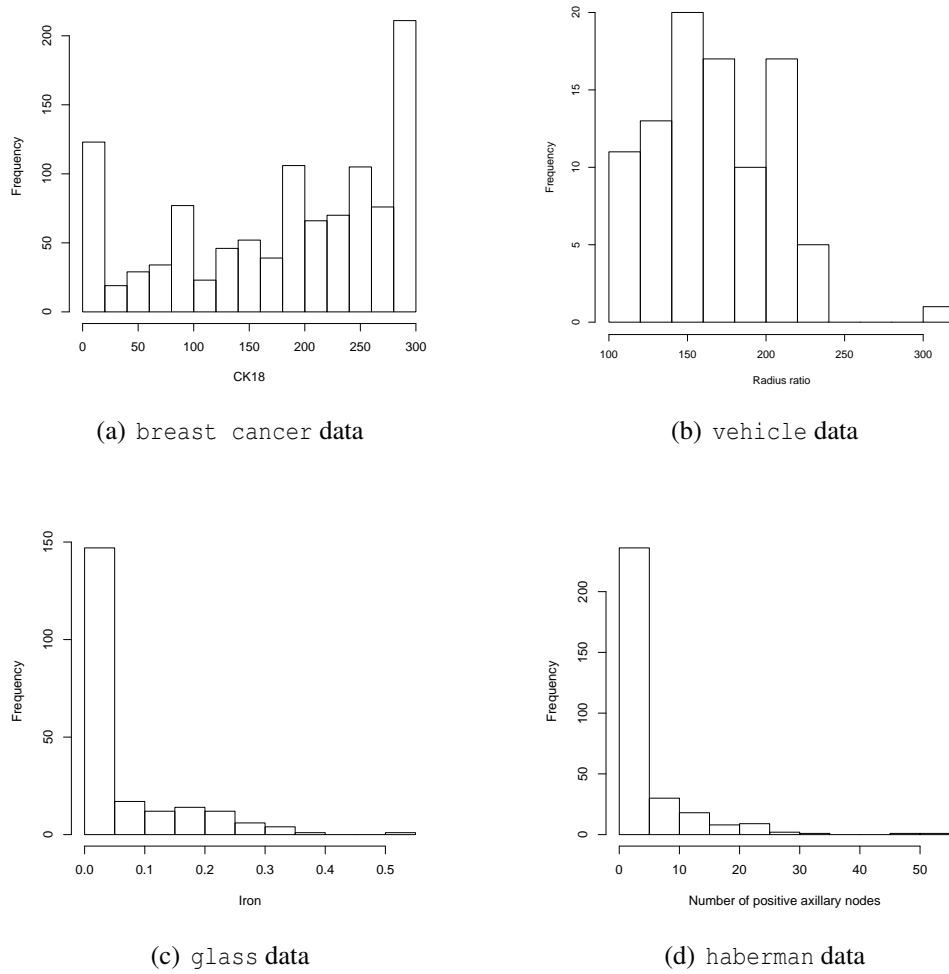 Frequency
0 50 100 150 200
0 50 100 150 200 250 300
CK18
(a) breast cancer data
Frequency
0 5 10 15 20
100 150 200 250 300
Radius ratio
(b) vehicle data
Frequency
0 50 100 150
0.0 0.1 0.2 0.3 0.4 0.5
Iron
(c) glass data
Frequency
0 50 100 150 200
0 10 20 30 40 50
Number of positive axillary nodes
(d) haberman data